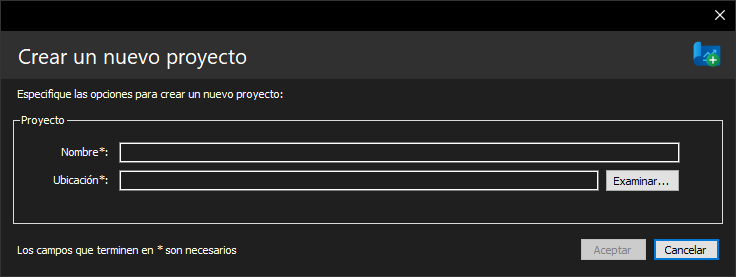 Crear un nuevo proyecto
Especifique las opciones para crear un nuevo proyecto:
Proyecto
Nombre*:
Ubicación*: Examinar...
Los campos que terminen en * son necesarios Aceptar Cancelar